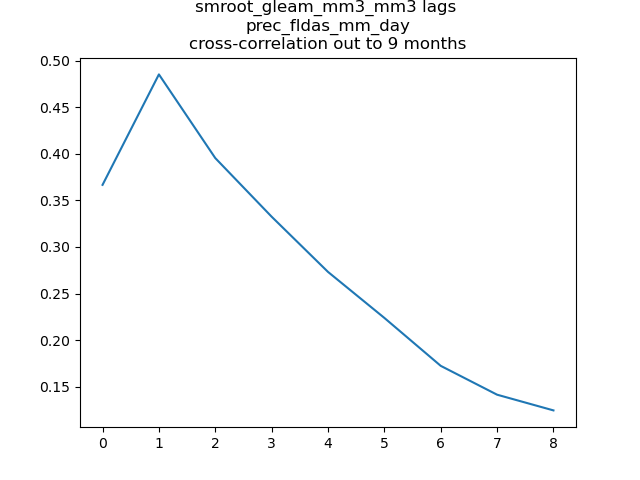 smroot_gleam_mm3_mm3 lags
prec_fldas_mm_day
cross-correlation out to 9 months
0.50
0.45
0.40
0.35
0.30
0.25
0.20
0.15
0 1 2 3 4 5 6 7 8